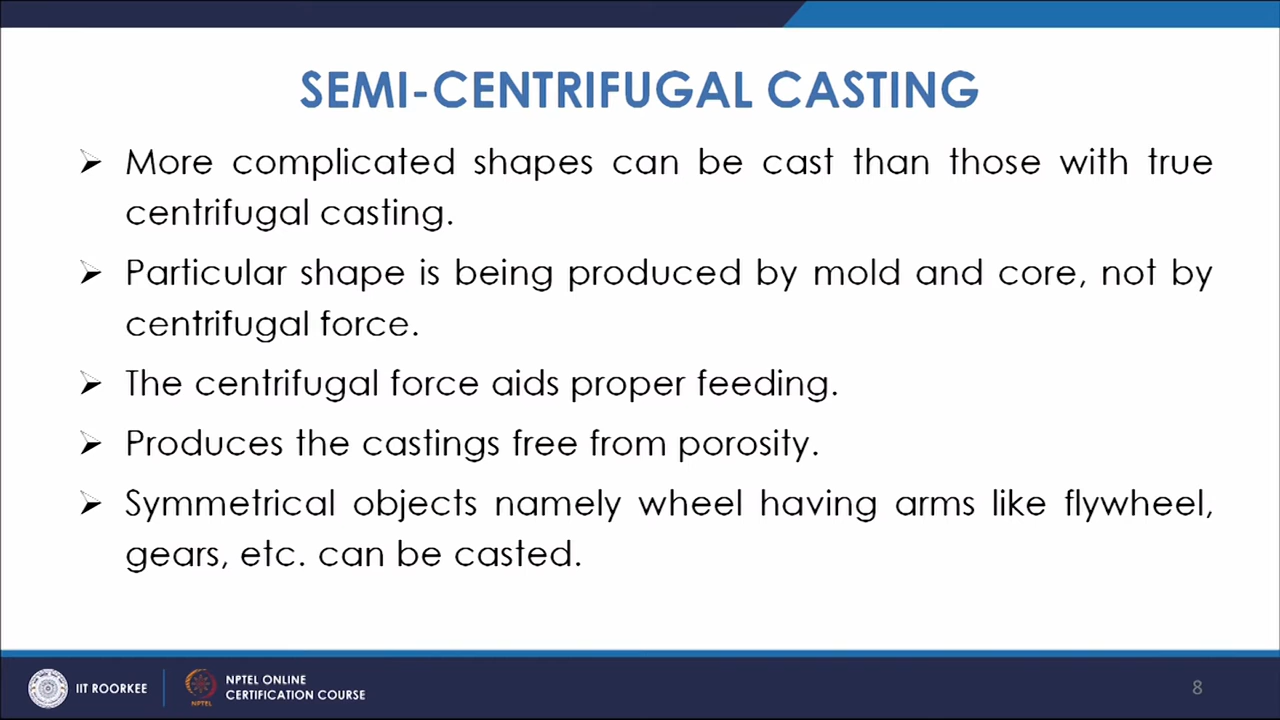 SEMI-CENTRIFUGAL CASTING
➢ More complicated shapes can be cast than those with true
centrifugal casting.
➢ Particular shape is being produced by mold and core, not by
centrifugal force.
➢ The centrifugal force aids proper feeding.
➢ Produces the castings free from porosity.
➢ Symmetrical objects namely wheel having arms like flywheel,
gears, etc. can be casted.
IIT ROORKEE
NPTEL
NPTEL ONLINE
CERTIFICATION COURSE
8